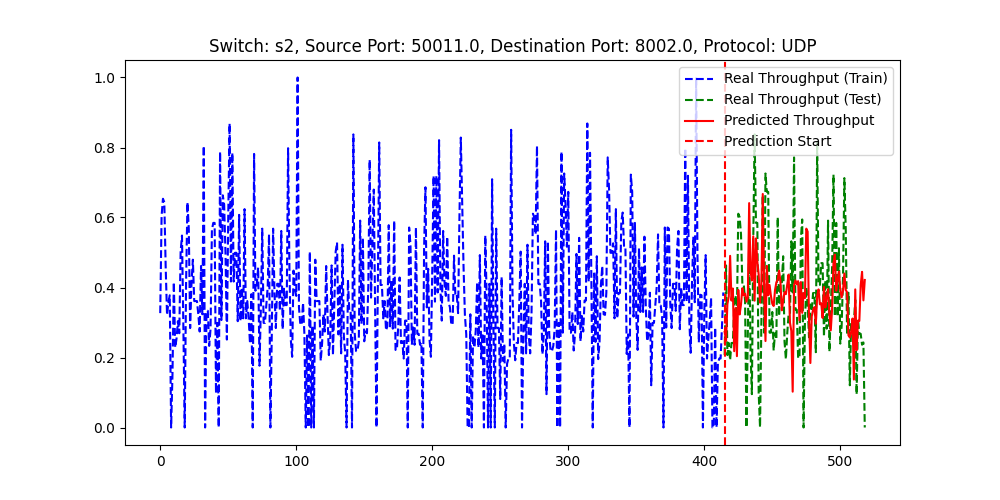 Switch: s2, Source Port: 50011.0, Destination Port: 8002.0, Protocol: UDP
1.0
0.8
0.6
0.4
0.2
0.0
0
100
200
300
400
500
Real Throughput (Train)
Real Throughput (Test)
Predicted Throughput
Prediction Start